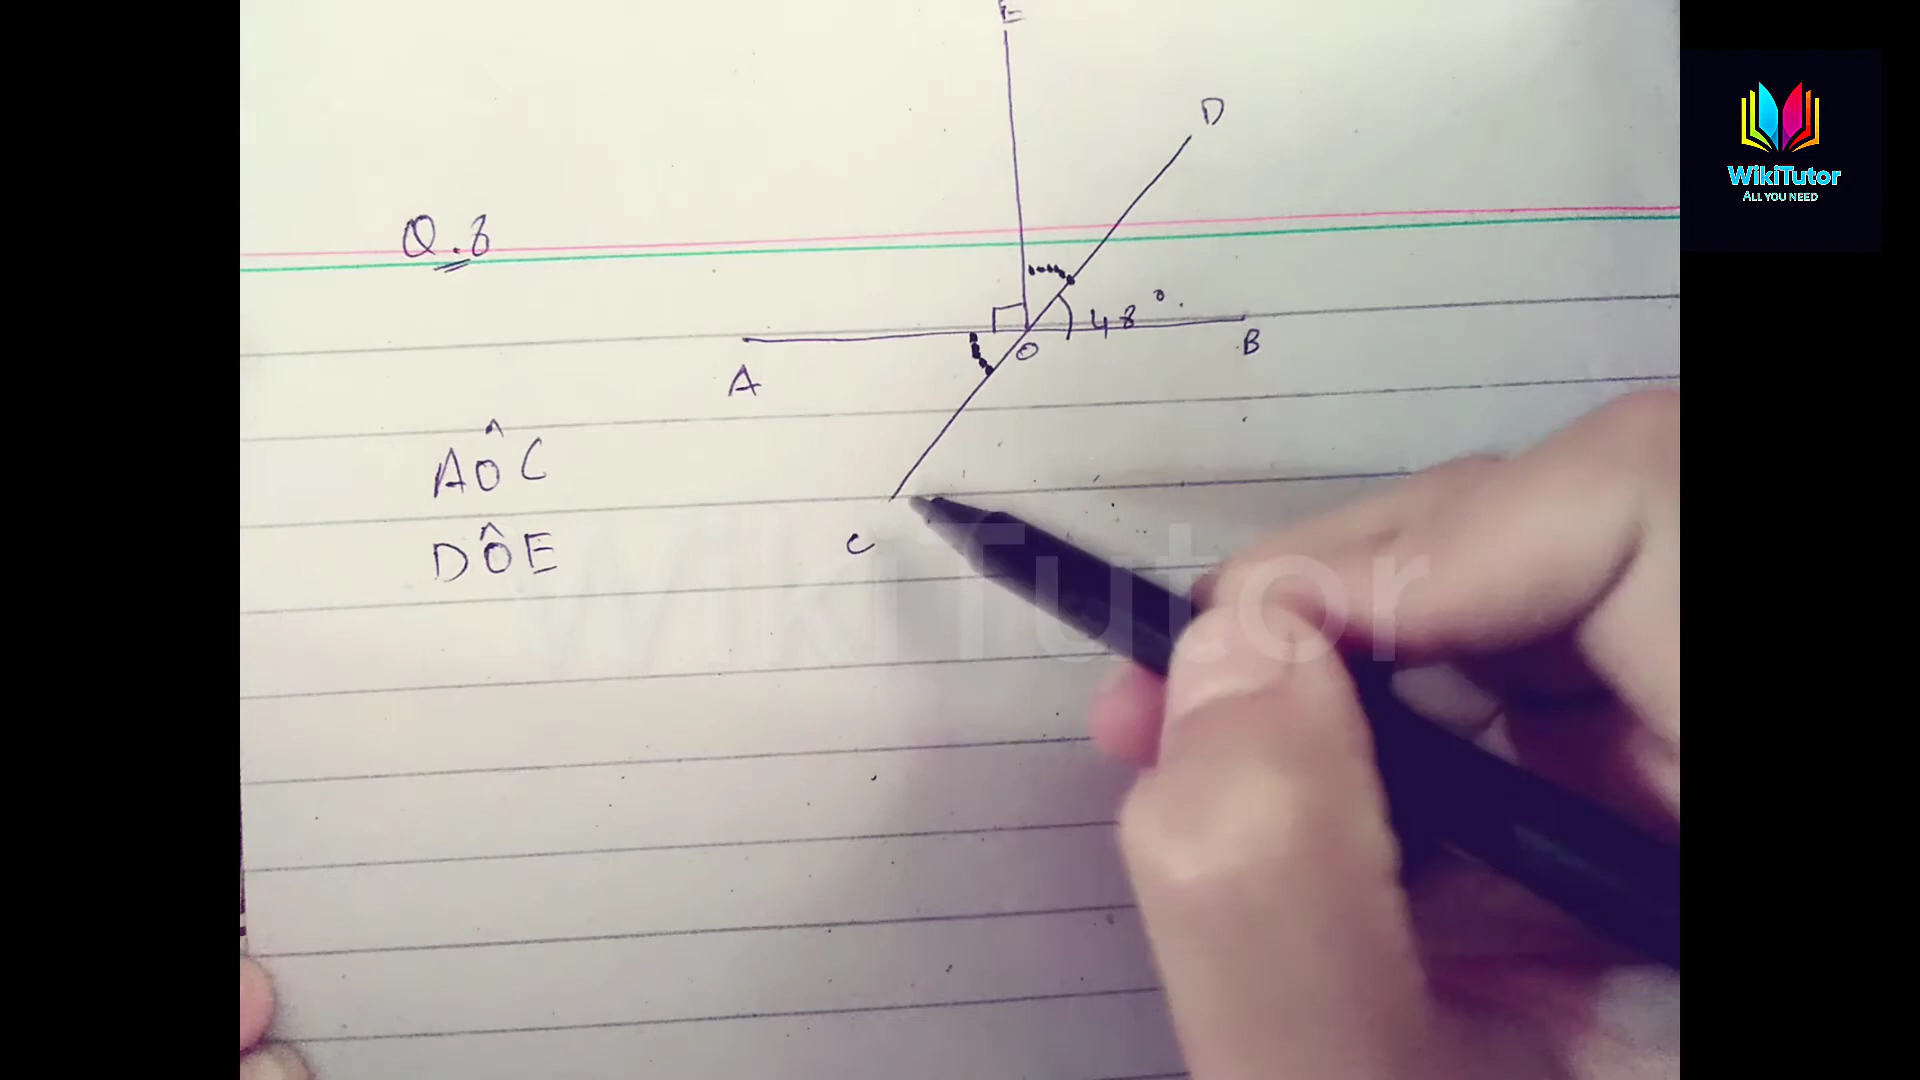 E
D
WikiTutor
ALL YOU NEED
Q.8
48°.
O
B
A
AÔC
DÔE
C
WikiTutor